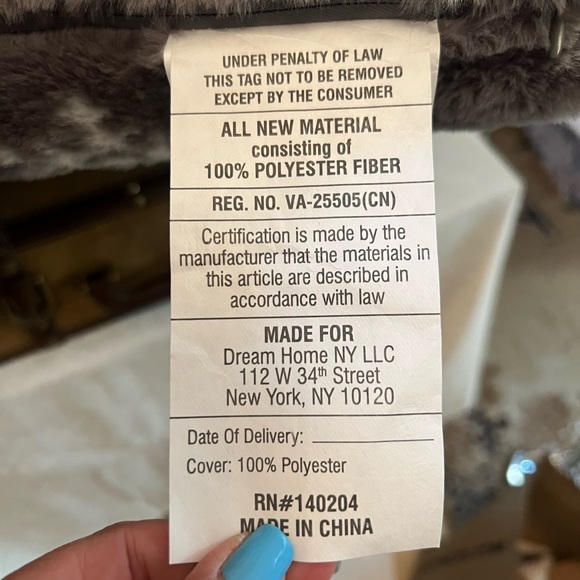 UNDER PENALTY OF LAW
THIS TAG NOT TO BE REMOVED
EXCEPT BY THE CONSUMER
ALL NEW MATERIAL
consisting of
100% POLYESTER FIBER
REG. NO. VA-25505(CN)
Certification is made by the
manufacturer that the materials in
this article are described in
accordance with law
MADE FOR
Dream Home NY LLC
112 W 34th Street
New York, NY 10120
Date Of Delivery:
Cover: 100% Polyester
RN#140204
MADE IN CHINA